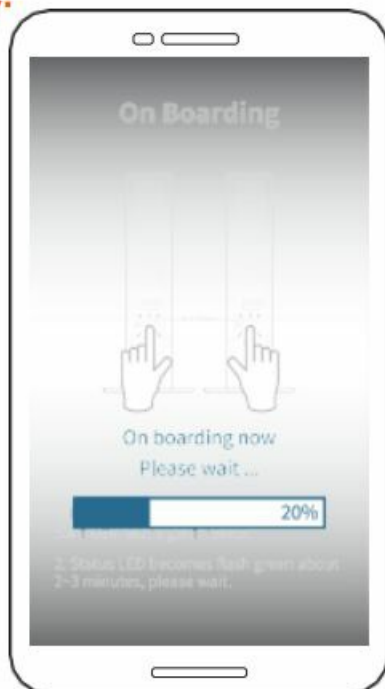 On Boarding
On boarding now
Please wait ...
20%
2. Status LED becomes flash green about
2~3 minutes, please wait.